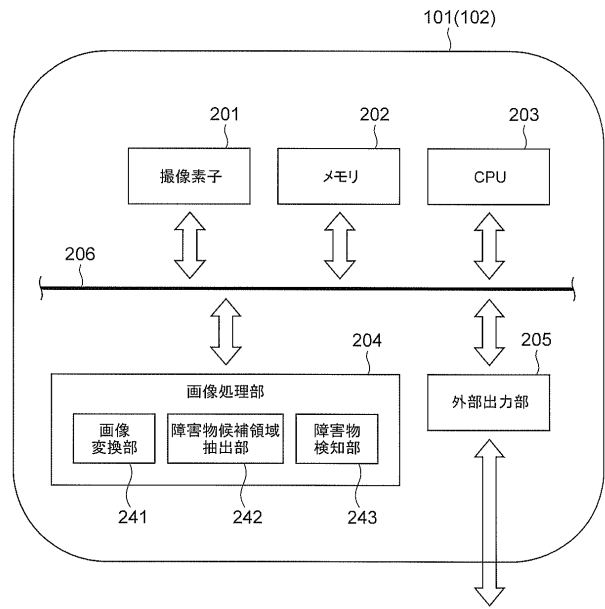 101(102)
201
202
203
撮像素子
メモリ
CPU
206
204
205
画像処理部
外部出力部
画像
変換部
障害物候補領域
抽出部
障害物
検知部
241
242
243